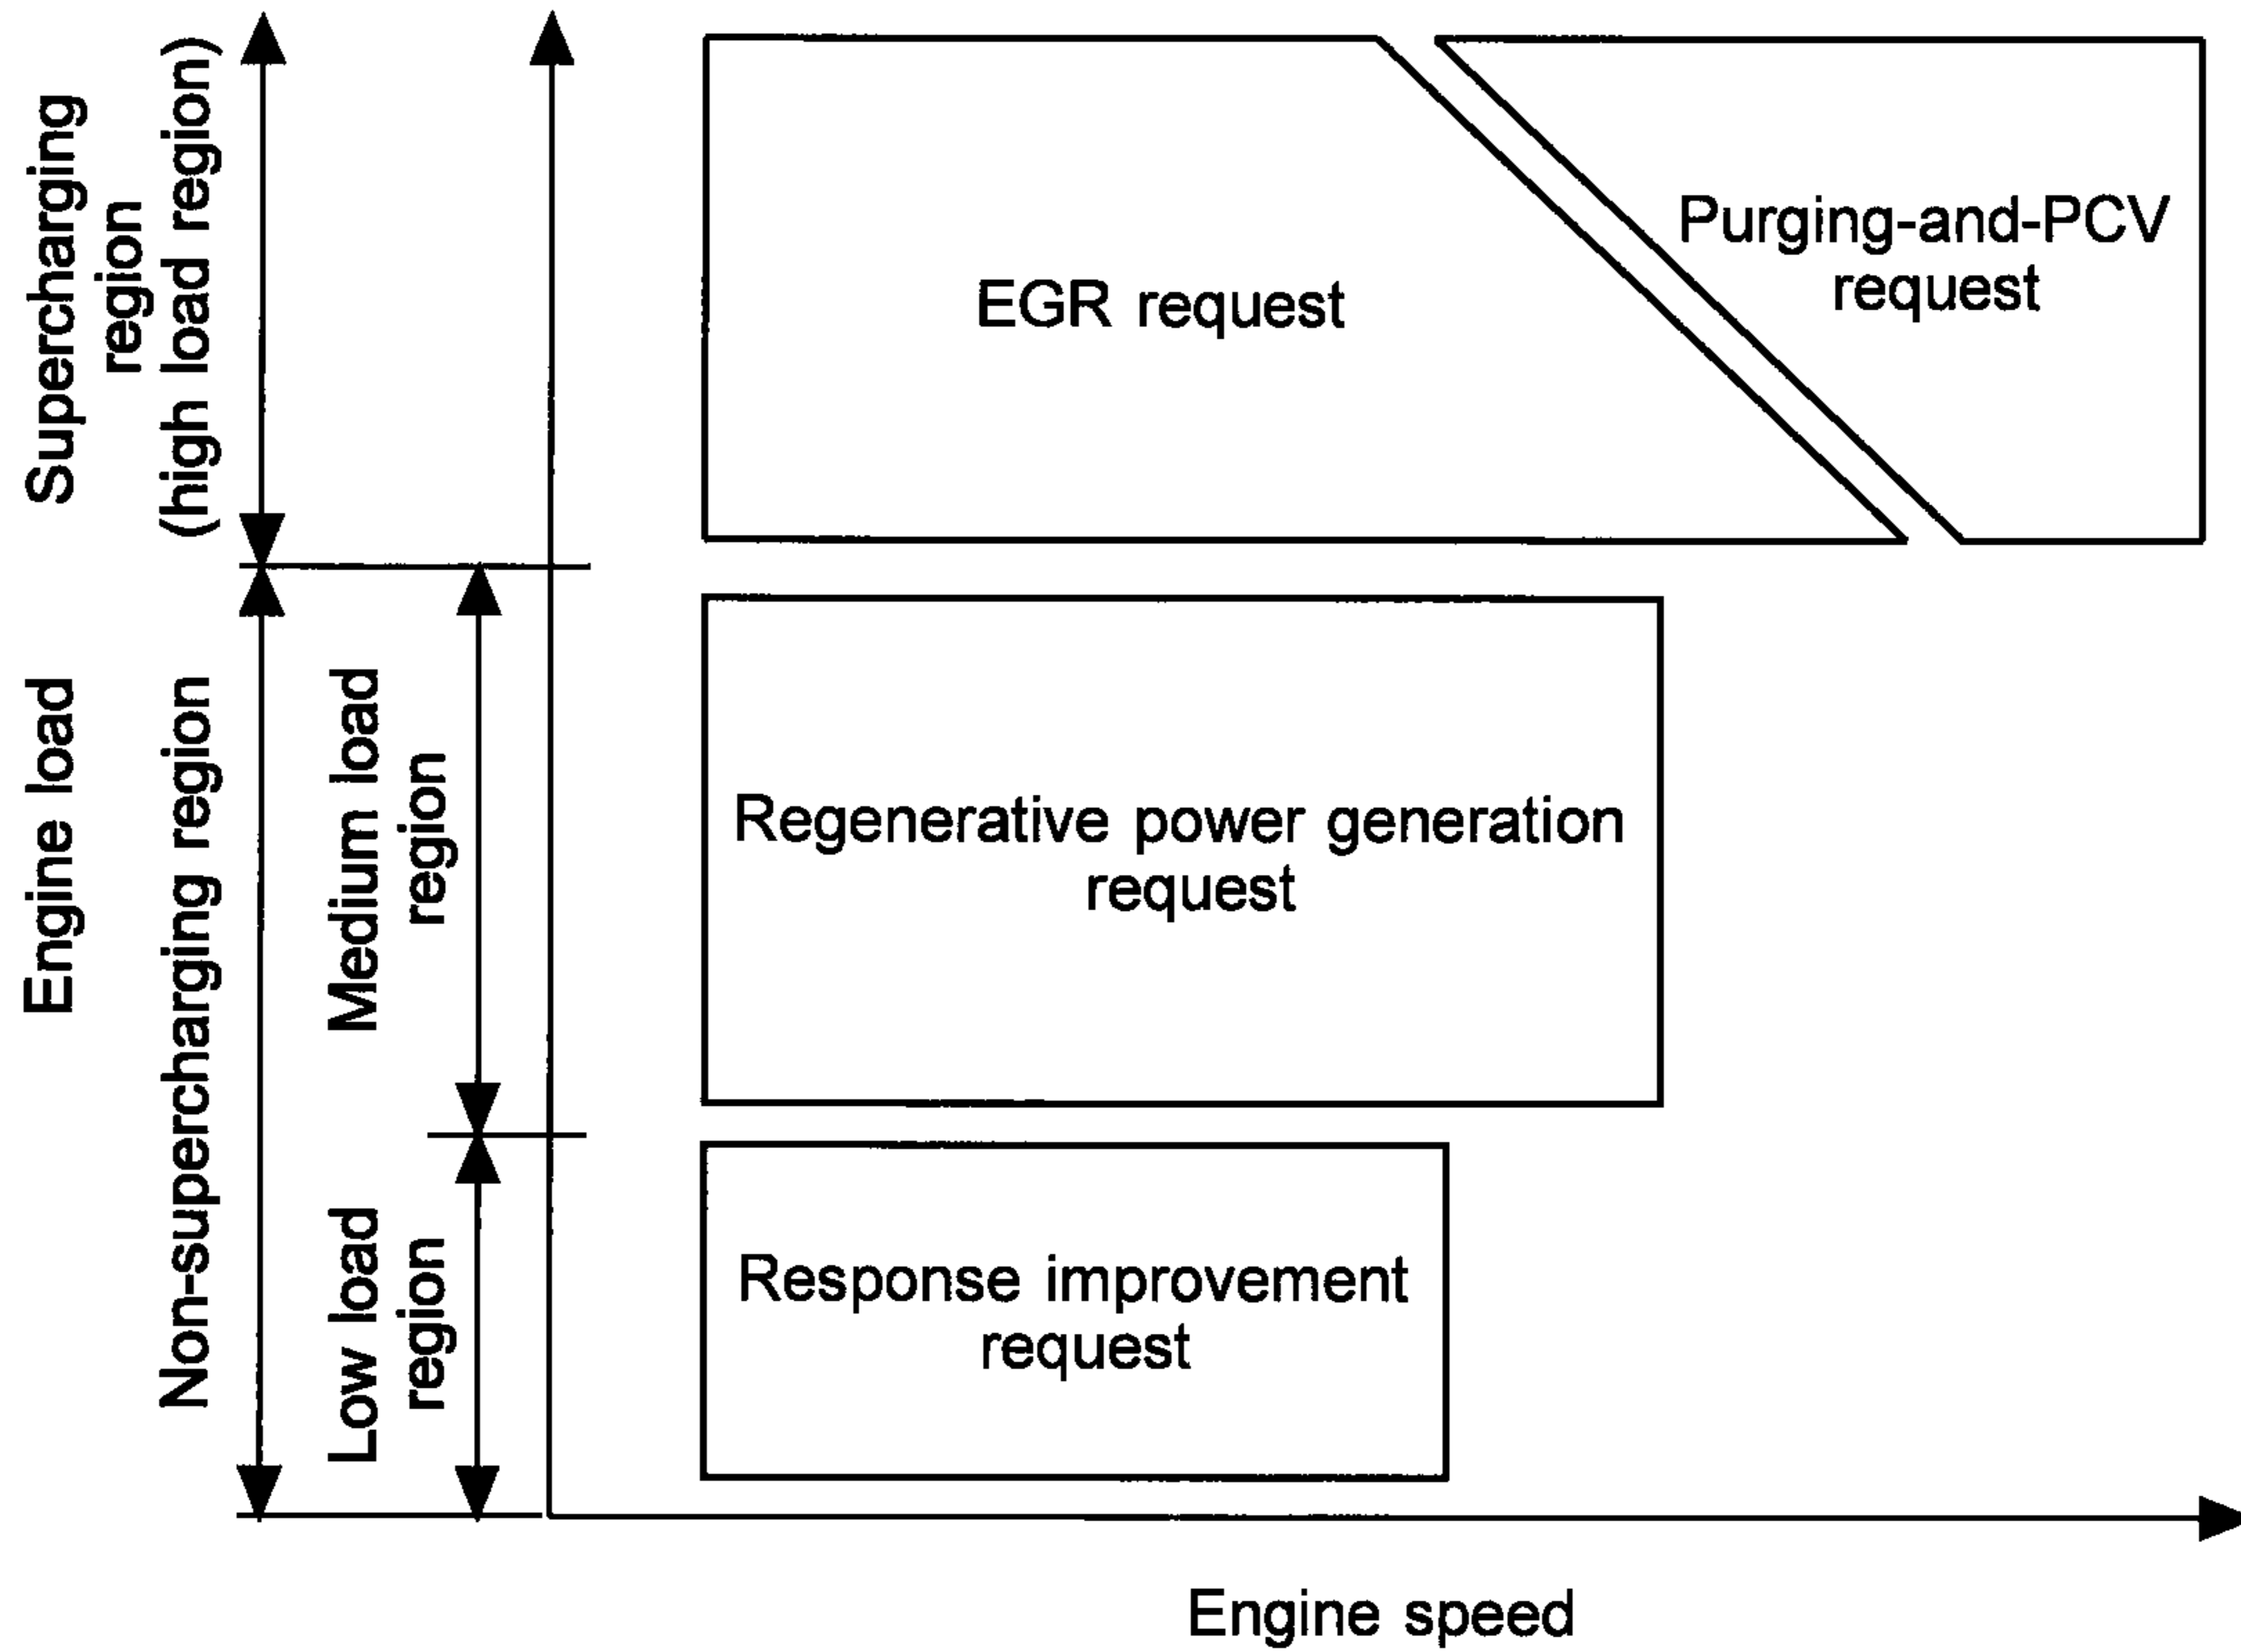 Supercharging
region
(high load region)
Engine load
Non-supercharging region
Medium load
region
Low load
region
EGR request
Purging-and-PCV
request
Regenerative power generation
request
Response improvement
request
Engine speed